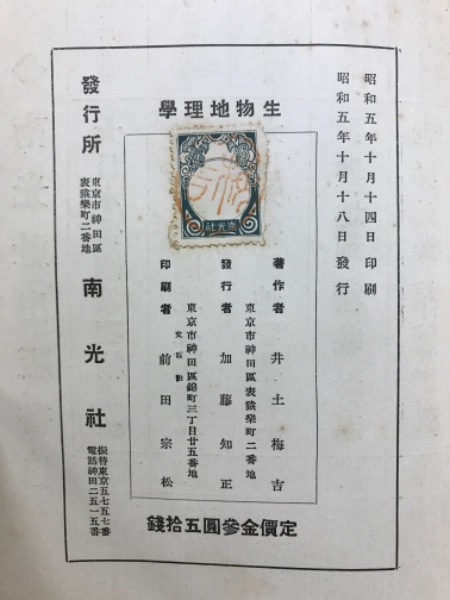 昭和五年十月十四日 印刷
昭和五年十月十八日 發行
學理地物生
南光社
著作者 井土梅吉
東京市神田區表猿樂町二番地
發行者 加藤知正
東京市神田區錦町三丁目廿五番地
印刷者 前田宗松
定價金參圓五拾錢
發行所
東京市神田區
表猿樂町二番地
南光社
振替東京五七五七番
電話神田二五一五番